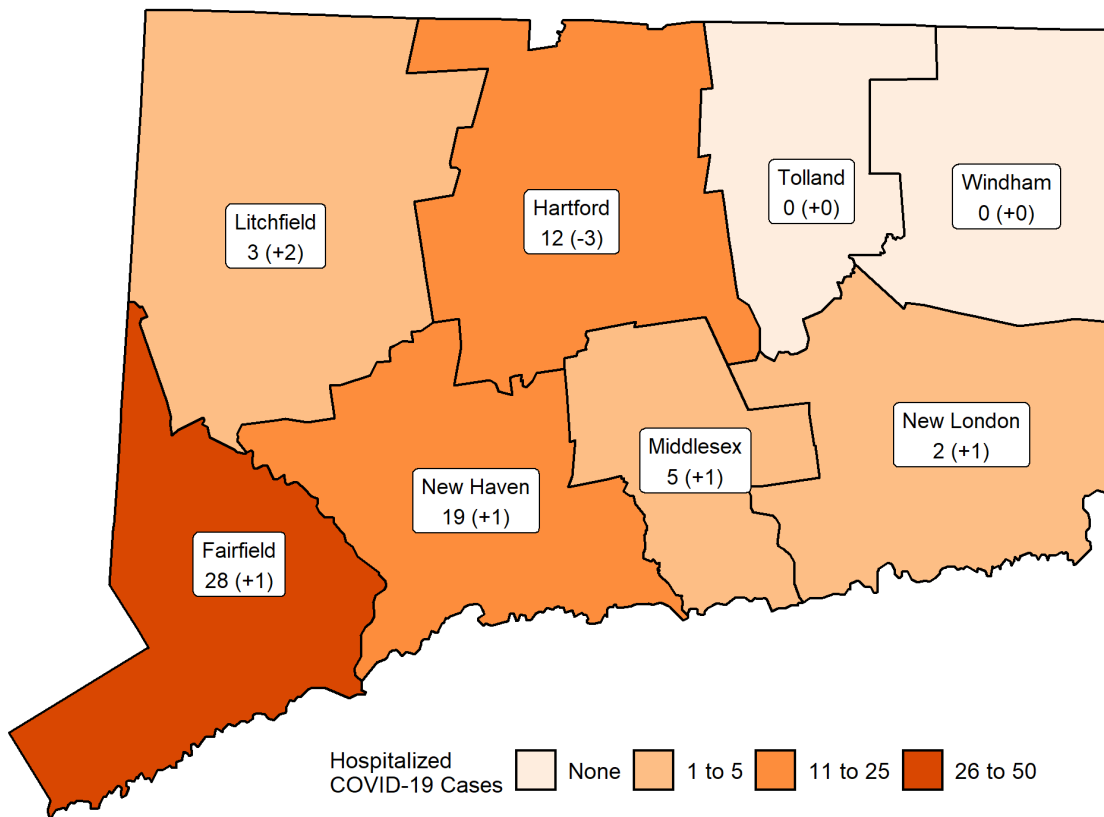 Tolland
0 (+0)
Windham
0 (+0)
Litchfield
3 (+2)
Hartford
12 (-3)
New London
2 (+1)
Middlesex
5 (+1)
New Haven
19 (+1)
Fairfield
28 (+1)
Hospitalized
COVID-19 Cases
None
1 to 5
11 to 25
26 to 50